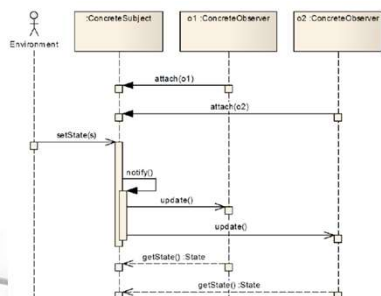 :ConcreteSubject
o1 :ConcreteObserver
o2 :ConcreteObserver
Environment
attach(o1)
attach(o2)
setState(s)
notify()
update()
update()
getState() :State
getState() :State